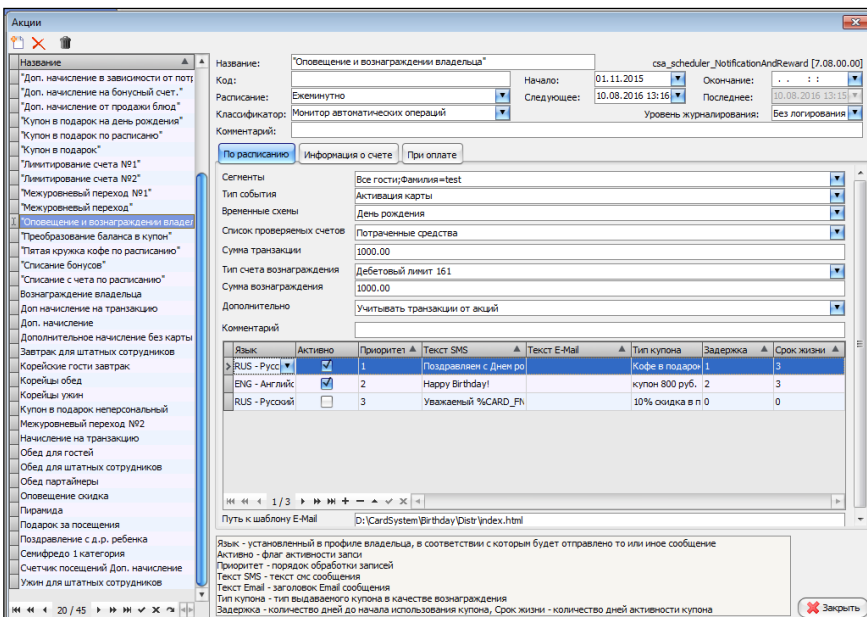 Акции
Название
"Доп. начисление в зависимости от потр
"Доп. начисление на бонусный счет."
"Доп. начисление от продажи блюд"
"Купон в подарок на день рождения"
"Купон в подарок по расписанию"
"Купон в подарок"
"Лимитирование счета №1"
"Лимитирование счета №2"
"Межуровневый переход №1"
"Межуровневый переход"
"Оповещение и вознаграждении владел
"Преобразование баланса в купон"
"Пятая кружка кофе по расписанию"
"Списание бонусов"
"Списание с чета по расписанию"
Вознаграждение владельца
Доп начисление на транзакцию
Доп. начисление
Дополнительное начисление без карты
Завтрак для штатных сотрудников
Корейские гости завтрак
Корейцы обед
Корейцы ужин
Купон в подарок неперсональный
Межуровневый переход №2
Начисление на транзакцию
Обед для гостей
Обед для штатных сотрудников
Обед партайнеры
Оповещение скидка
Пирамида
Подарок за посещения
Поздравление с д.р. ребенка
Семифредо 1 категория
Счетчик посещений Доп. начисление
Ужин для штатных сотрудников
20 / 45
Название: "Оповещение и вознаграждении владельца" csa_scheduler_NotificationAndReward [7.08.00.00]
Код: Начало: 01.11.2015 Окончание: . . : :
Расписание: Ежеминутно Следующее: 10.08.2016 13:16 Последнее: 10.08.2016 13:15
Классификатор: Монитор автоматических операций Уровень журналирования: Без логирования
Комментарий:
По расписанию Информация о счете При оплате
Сегменты Все гости;Фамилия=test
Тип события Активация карты
Временные схемы День рождения
Список проверяемых счетов Потраченные средства
Сумма транзакции 1000.00
Тип счета вознаграждения Дебетовый лимит 161
Сумма вознаграждения 1000.00
Дополнительно Учитывать транзакции от акций
Комментарий
Язык Активно Приоритет Текст SMS Текст E-Mail Тип купона Задержка Срок жизни
RUS - Русс 1 Поздравляем с Днем ро Кофе в подарок 1 3
ENG - Английс 2 Happy Birthday! купон 800 руб. 2 3
RUS - Русский 3 Уважаемый %CARD_FN 10% скидка в п 0 0
1 / 3
Путь к шаблону E-Mail D:\CardSystem\Birthday\Distr\index.html
Язык - установленный в профиле владельца, в соответствии с которым будет отправлено то или иное сообщение
Активно - флаг активности запси
Приоритет - порядок обработки записей
Текст SMS - текст смс сообщения
Текст Email - заголовок Email сообщения
Тип купона - тип выдаваемого купона в качестве вознаграждения
Задержка - количество дней до начала использования купона, Срок жизни - количество дней активности купона
Закрыть